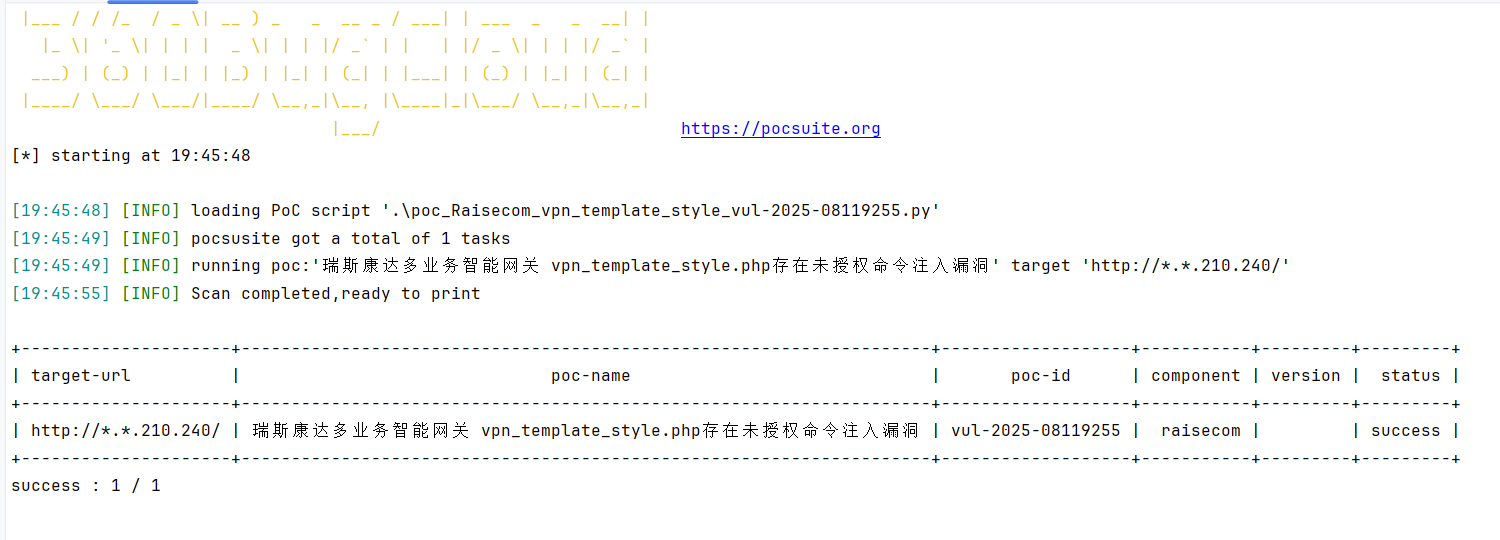 |___ / / /_  / _ \| __ ) _   _  __ _ / ___| | ___  _   _  __| |
  |_ \| '_ \| | | |  _ \| | | |/ _` | |   | |/ _ \| | | |/ _` |
 ___) | (_) | |_| | |_) | |_| | (_| | |___| | (_) | |_| | (_| |
|____/ \___/ \___/|____/ \__,_|\__, |\____|_|\___/ \__,_|\__,_|
                               |___/                              https://pocsuite.org
[*] starting at 19:45:48
[19:45:48] [INFO] loading PoC script '.\poc_Raisecom_vpn_template_style_vul-2025-08119255.py'
[19:45:49] [INFO] pocsusite got a total of 1 tasks
[19:45:49] [INFO] running poc:'瑞斯康达多业务智能网关 vpn_template_style.php存在未授权命令注入漏洞' target 'http://*.*.210.240/'
[19:45:55] [INFO] Scan completed,ready to print
+---------------------+---------------------------------------------------------------------+-------------------+-----------+---------+---------+
| target-url | poc-name | poc-id | component | version | status |
+---------------------+---------------------------------------------------------------------+-------------------+-----------+---------+---------+
| http://*.*.210.240/ | 瑞斯康达多业务智能网关 vpn_template_style.php存在未授权命令注入漏洞 | vul-2025-08119255 | raisecom | | success |
+---------------------+---------------------------------------------------------------------+-------------------+-----------+---------+---------+
success : 1 / 1